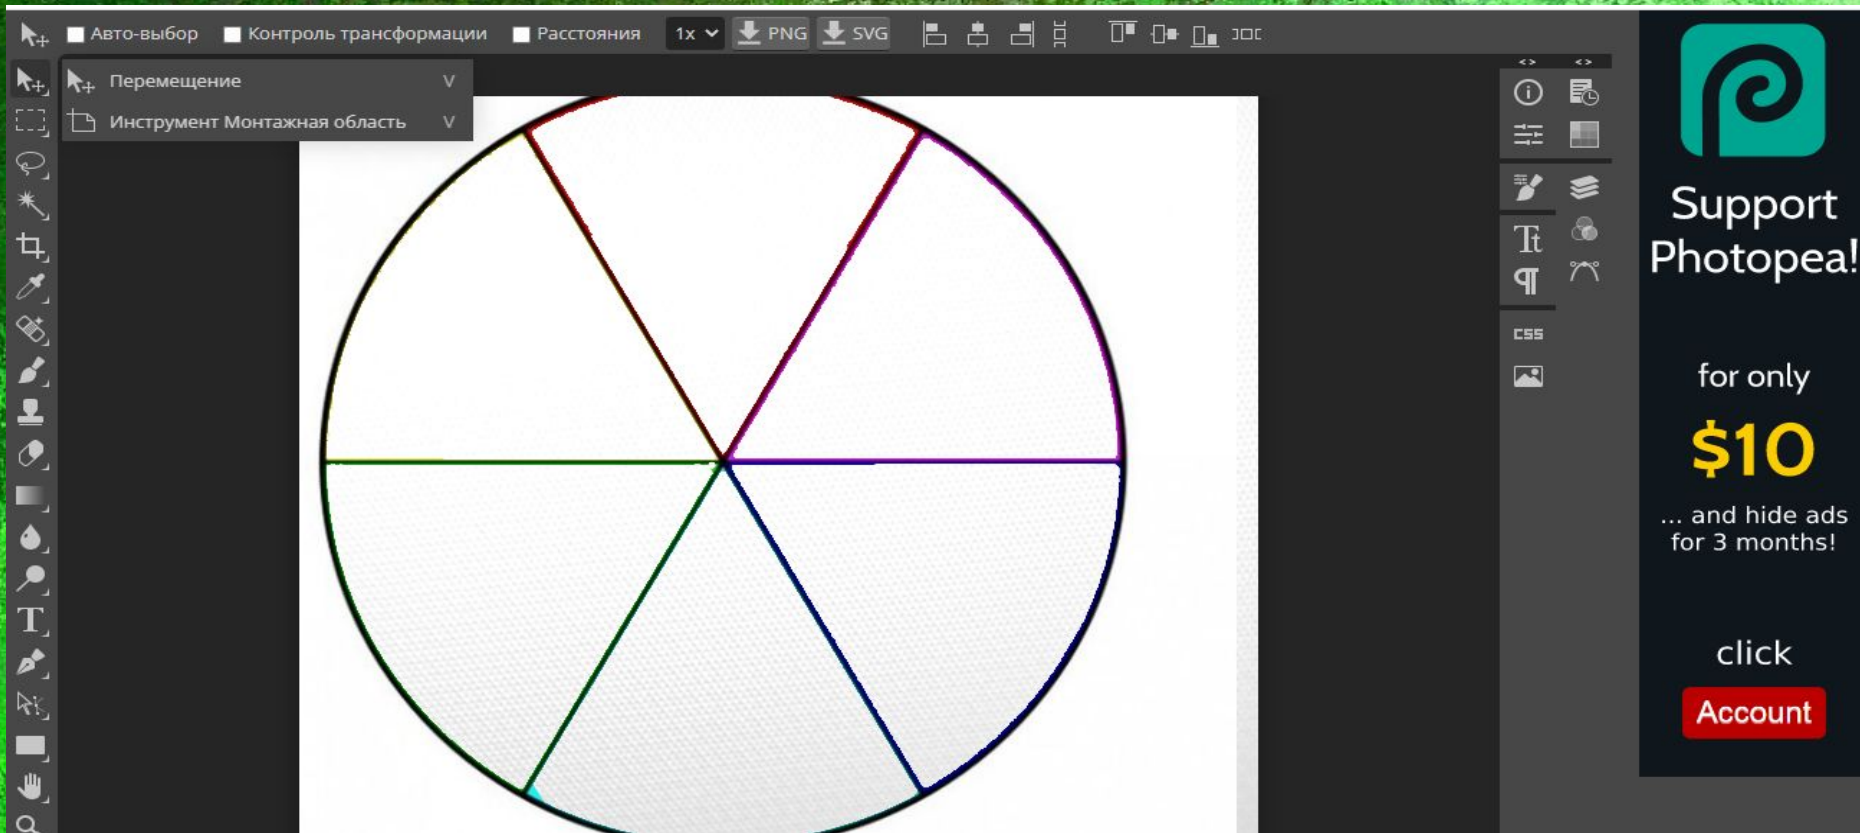 Авто-выбор Контроль трансформации Расстояния 1x PNG SVG
Перемещение V
Инструмент Монтажная область V
T
Tt
¶
CSS
Support
Photopea!
for only
$10
... and hide ads
for 3 months!
click
Account